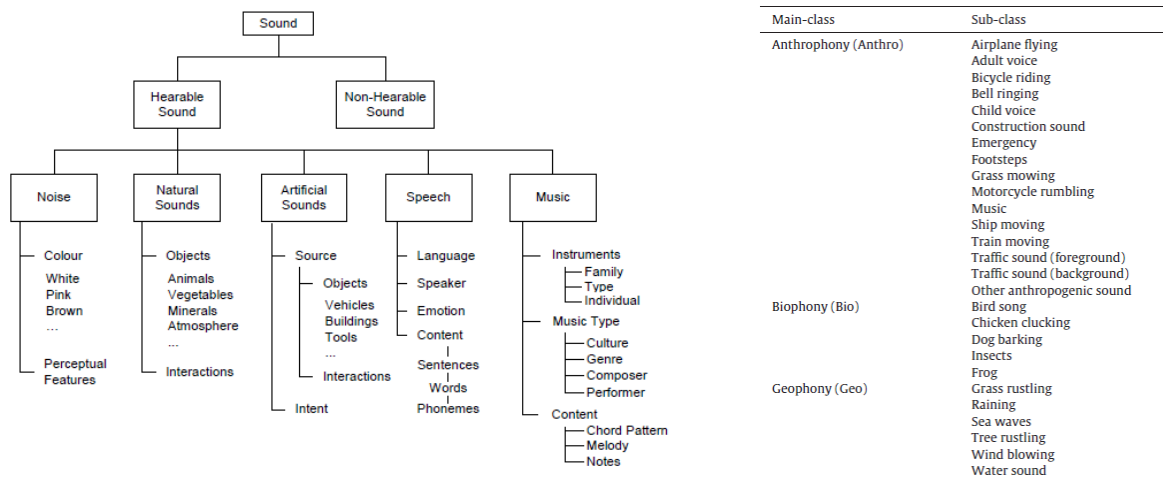 Sound
Hearable
Sound
Non-Hearable
Sound
Noise
Natural
Sounds
Artificial
Sounds
Speech
Music
Colour
White
Pink
Brown
...
Perceptual
Features
Objects
Animals
Vegetables
Minerals
Atmosphere
...
Interactions
Source
Objects
Vehicles
Buildings
Tools
...
Interactions
Intent
Language
Speaker
Emotion
Content
Sentences
Words
Phonemes
Instruments
Family
Type
Individual
Music Type
Culture
Genre
Composer
Performer
Content
Chord Pattern
Melody
Notes
Main-class Sub-class
Anthrophony (Anthro) Airplane flying
Adult voice
Bicycle riding
Bell ringing
Child voice
Construction sound
Emergency
Footsteps
Grass mowing
Motorcycle rumbling
Music
Ship moving
Train moving
Traffic sound (foreground)
Traffic sound (background)
Other anthropogenic sound
Biophony (Bio) Bird song
Chicken clucking
Dog barking
Insects
Frog
Geophony (Geo) Grass rustling
Raining
Sea waves
Tree rustling
Wind blowing
Water sound